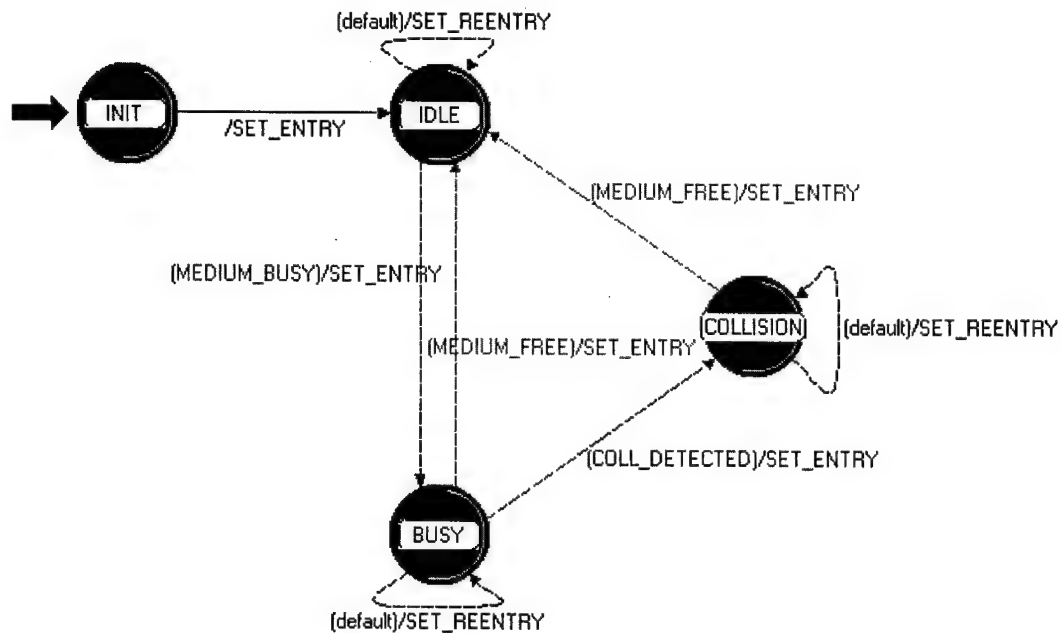 (default)/SET_REENTRY
INIT
IDLE
/SET_ENTRY
(MEDIUM_FREE)/SET_ENTRY
(MEDIUM_BUSY)/SET_ENTRY
(COLLISION)
(default)/SET_REENTRY
(MEDIUM_FREE)/SET_ENTRY
(COLL_DETECTED)/SET_ENTRY
BUSY
(default)/SET_REENTRY